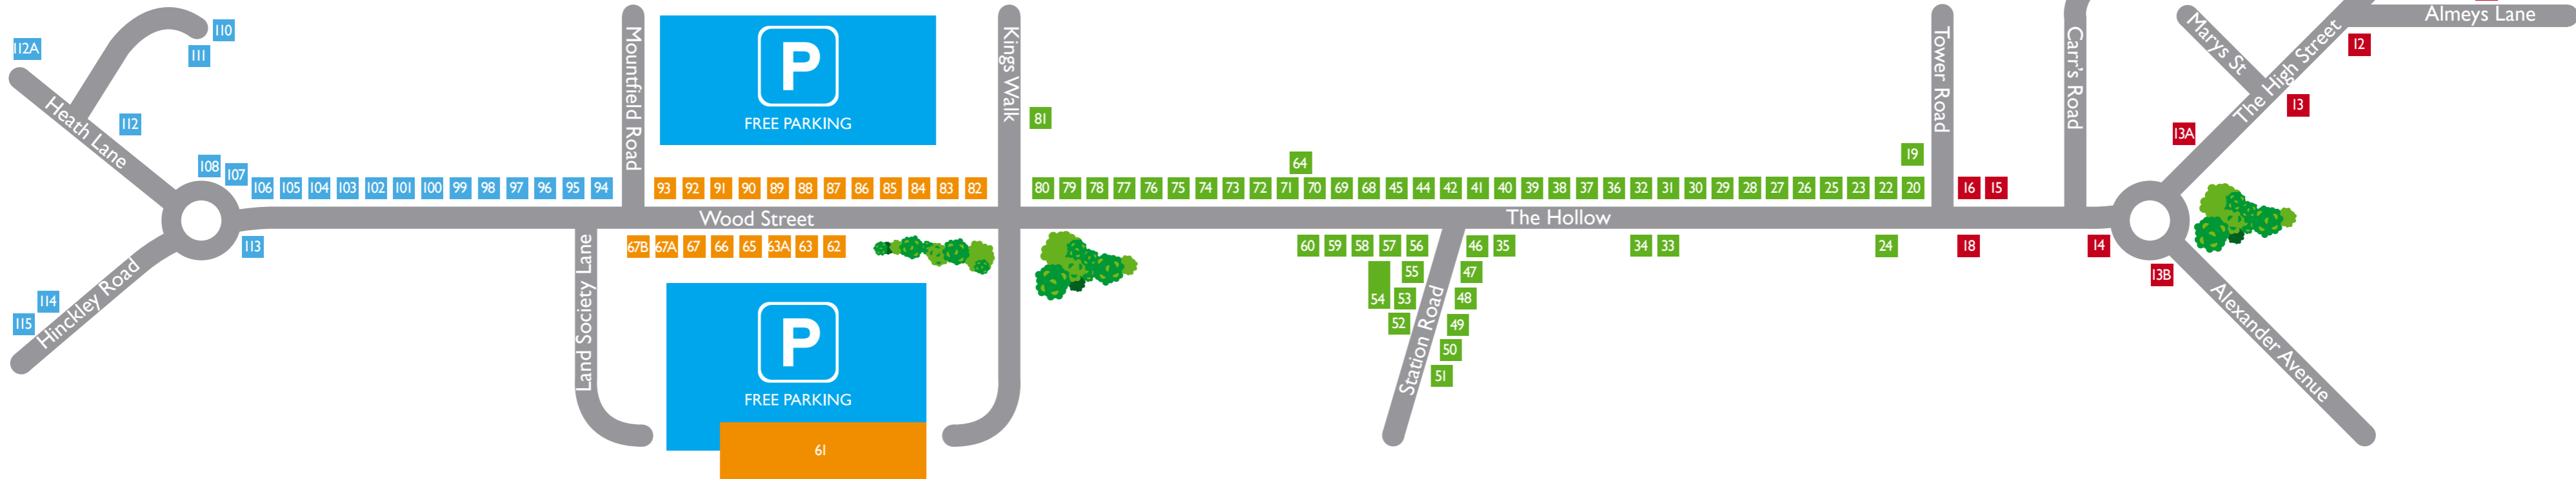 112A
110
111
112
Heath Lane
108
107
106 105 104 103 102 101 100 99 98 97 96 95 94
113
114
115
Hinckley Road
Mountfield Road
P
FREE PARKING
93 92 91 90 89 88 87 86 85 84 83 82
Wood Street
67B 67A 67 66 65 63A 63 62
Land Society Lane
P
FREE PARKING
61
Kings Walk
81
64
80 79 78 77 76 75 74 73 72 71 70 69 68 45 44 42 41 40 39 38 37 36 32 31 30 29 28 27 26 25 23 22 20
19
The Hollow
60 59 58 57 56
46 35
34 33
24
55
47
54 53
48
52
49
50
51
Station Road
Tower Road
16 15
18
Carr's Road
14
13B
13A
Marys St
The High Street
13
12
Almeys Lane
Alexander Avenue